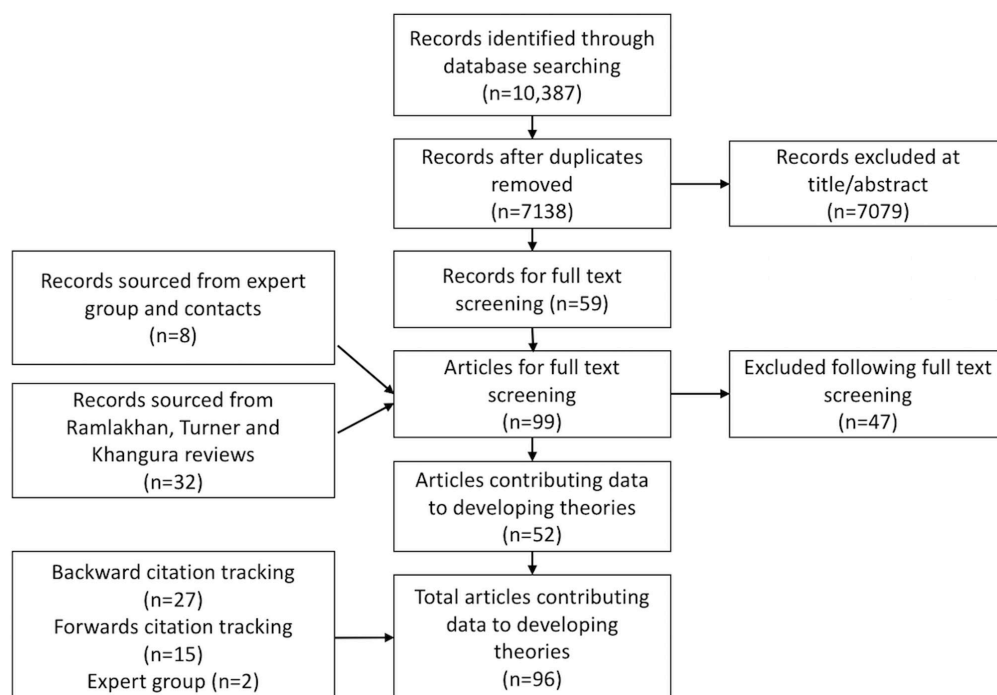 Records identified through
database searching
(n=10,387)
Records after duplicates
removed
(n=7138)
Records excluded at
title/abstract
(n=7079)
Records for full text
screening (n=59)
Records sourced from expert
group and contacts
(n=8)
Records sourced from
Ramlakhan, Turner and
Khangura reviews
(n=32)
Articles for full text
screening
(n=99)
Excluded following full text
screening
(n=47)
Articles contributing data
to developing theories
(n=52)
Backward citation tracking
(n=27)
Forwards citation tracking
(n=15)
Expert group (n=2)
Total articles contributing
data to developing
theories
(n=96)